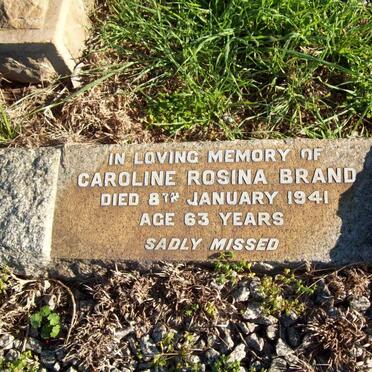 IN LOVING MEMORY OF
CAROLINE ROSINA BRAND
DIED 8TH JANUARY 1941
AGE 63 YEARS
SADLY MISSED